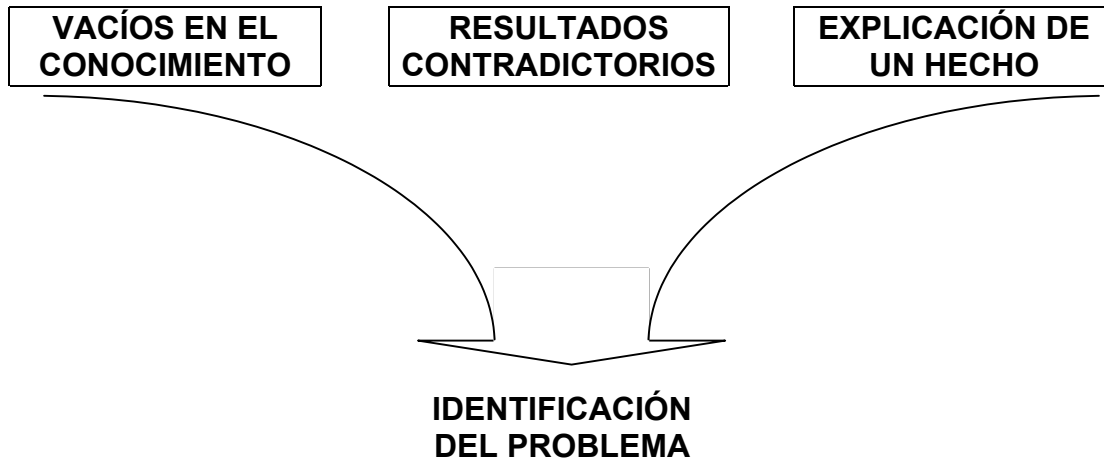 VACÍOS EN EL
CONOCIMIENTO
RESULTADOS
CONTRADICTORIOS
EXPLICACIÓN DE
UN HECHO
IDENTIFICACIÓN
DEL PROBLEMA